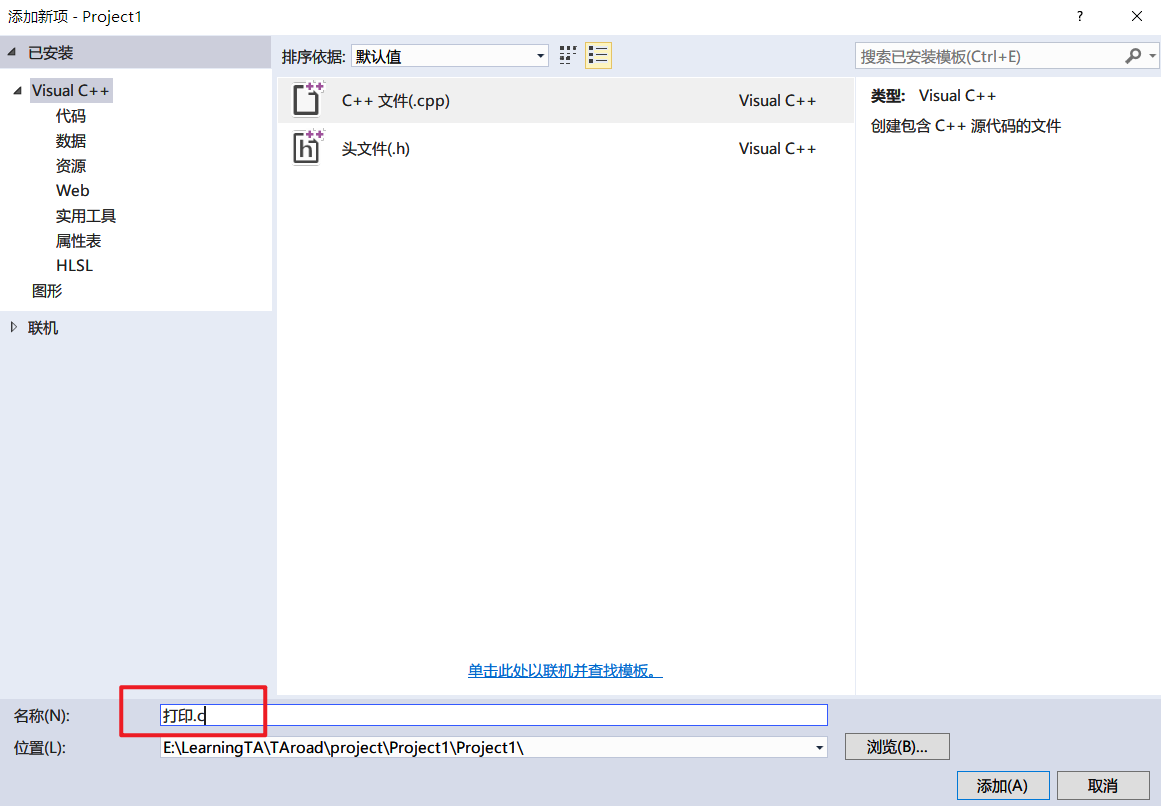 添加新项 - Project1
?
已安装
排序依据: 默认值
搜索已安装模板(Ctrl+E)
Visual C++
代码
数据
资源
Web
实用工具
属性表
HLSL
图形
联机
C++ 文件(.cpp) Visual C++
头文件(.h) Visual C++
类型: Visual C++
创建包含 C++ 源代码的文件
单击此处以联机并查找模板。
名称(N): 打印.c
位置(L): E:\LearningTA\TAroad\project\Project1\Project1\
浏览(B)...
添加(A) 取消